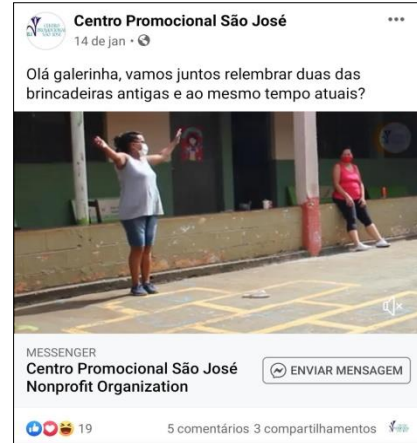 Centro Promocional São José
14 de jan
Olá galerinha, vamos juntos relembrar duas das
brincadeiras antigas e ao mesmo tempo atuais?
MESSENGER
Centro Promocional São José
Nonprofit Organization
ENVIAR MENSAGEM
19
5 comentários 3 compartilhamentos